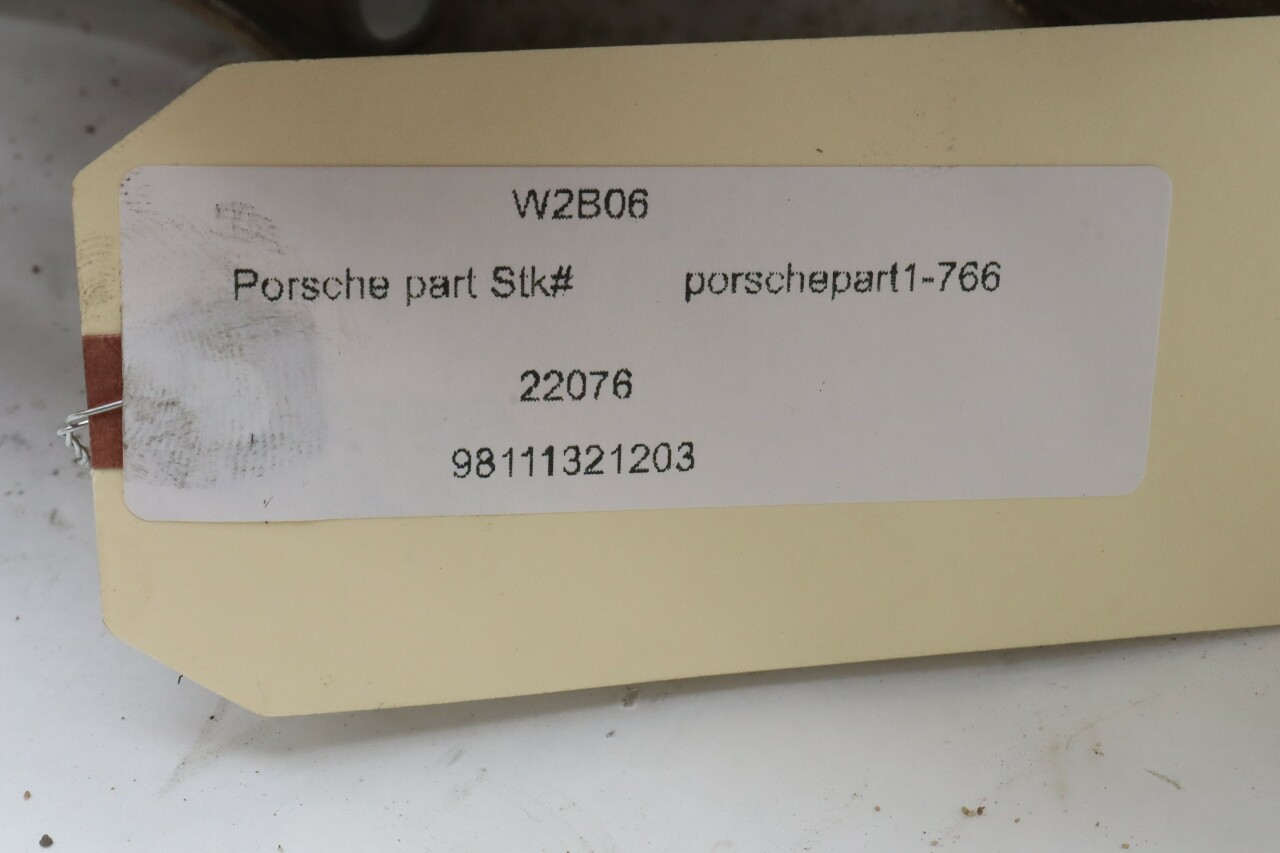 W2B06
Porsche part Stk# porschepart1-766
22076
98111321203